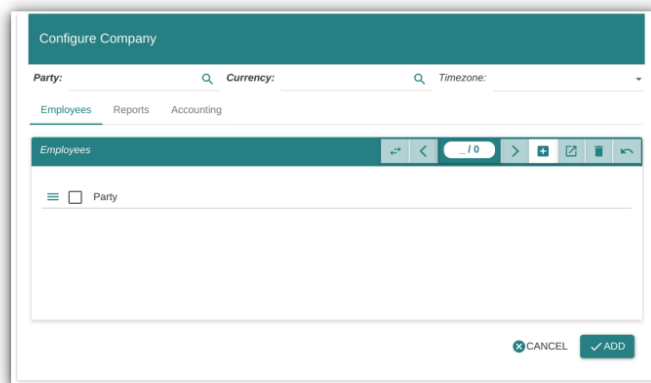 Configure Company
Party: Currency: Timezone:
Employees Reports Accounting
Employees _ / 0
Party
CANCEL ADD